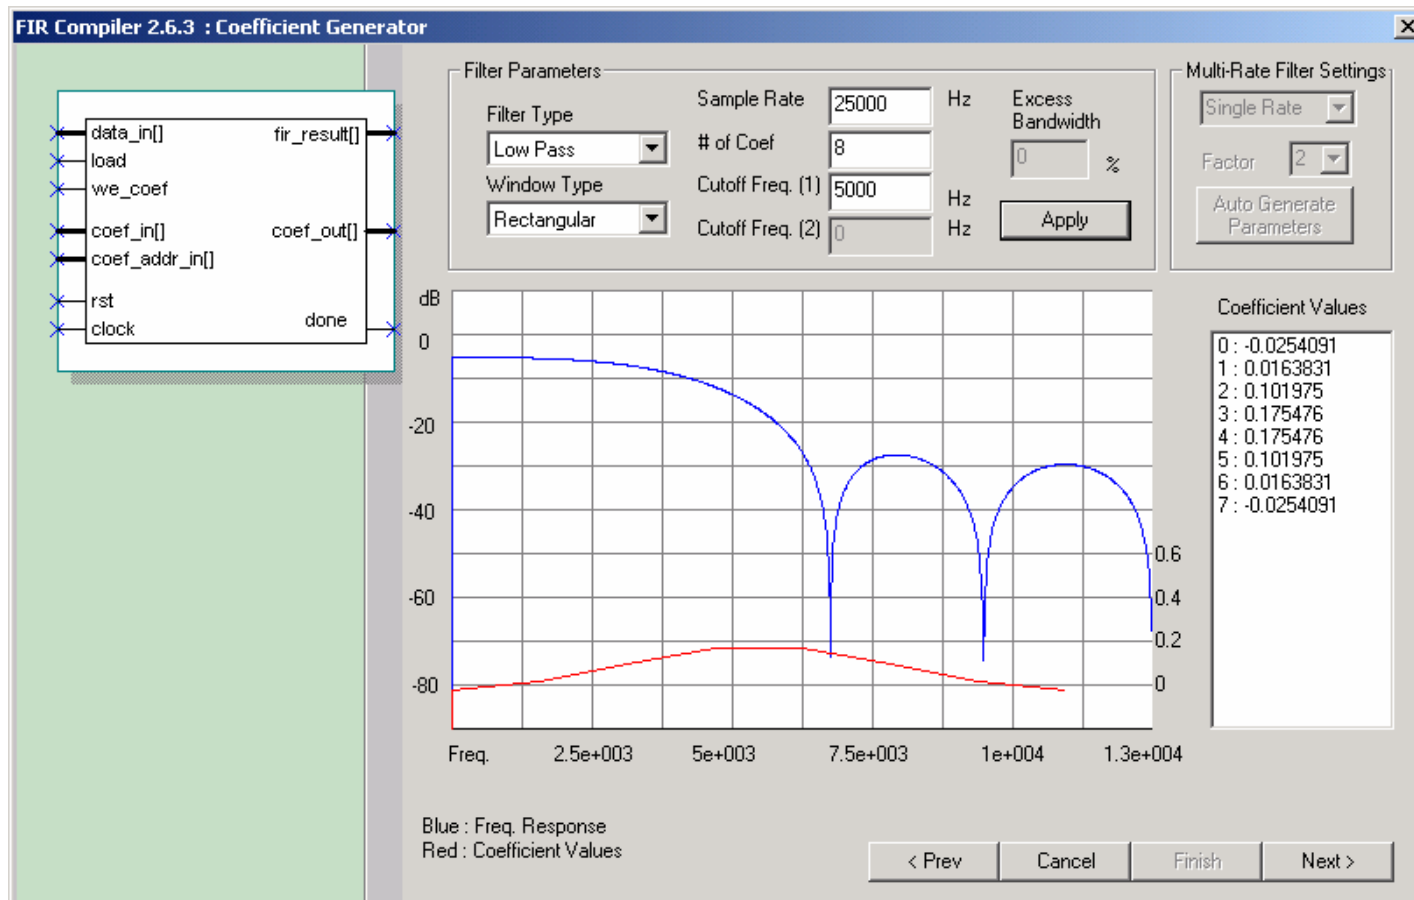 FIR Compiler 2.6.3 : Coefficient Generator
data_in[]
load
we_coef
coef_in[]
coef_addr_in[]
rst
clock
fir_result[]
coef_out[]
done
Filter Parameters
Filter Type
Low Pass
Window Type
Rectangular
Sample Rate 25000 Hz
# of Coef 8
Cutoff Freq. (1) 5000 Hz
Cutoff Freq. (2) 0 Hz
Excess
Bandwidth
0 %
Apply
Multi-Rate Filter Settings
Single Rate
Factor 2
Auto Generate
Parameters
dB
0
-20
-40
-60
-80
0.6
0.4
0.2
0
Freq. 2.5e+003 5e+003 7.5e+003 1e+004 1.3e+004
Coefficient Values
0 : -0.0254091
1 : 0.0163831
2 : 0.101975
3 : 0.175476
4 : 0.175476
5 : 0.101975
6 : 0.0163831
7 : -0.0254091
Blue : Freq. Response
Red : Coefficient Values
< Prev
Cancel
Finish
Next >